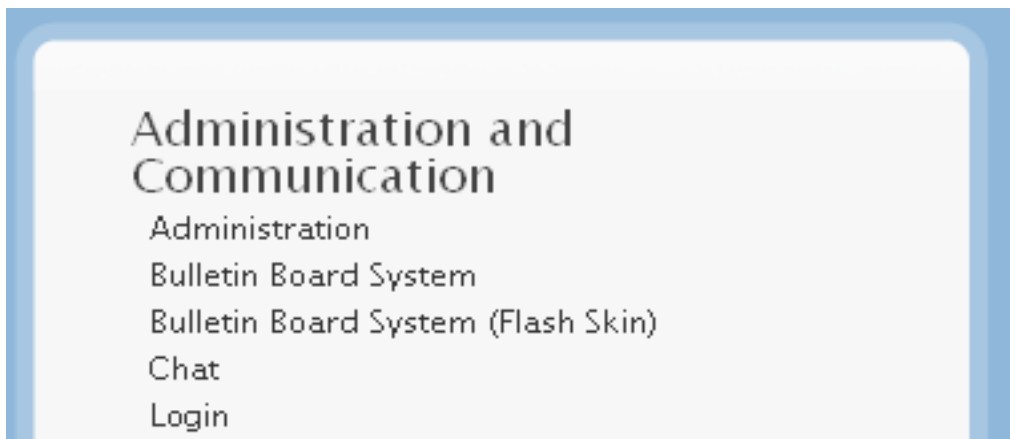 Administration and
Communication
Administration
Bulletin Board System
Bulletin Board System (Flash Skin)
Chat
Login